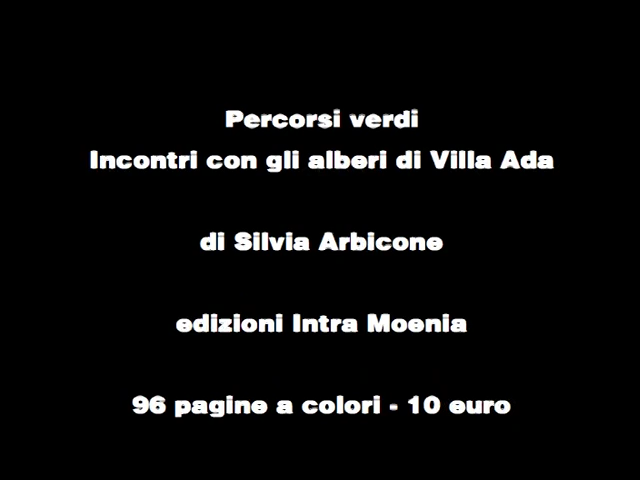 Percorsi verdi
Incontri con gli alberi di Villa Ada
di Silvia Arbicone
edizioni Intra Moenia
96 pagine a colori - 10 euro